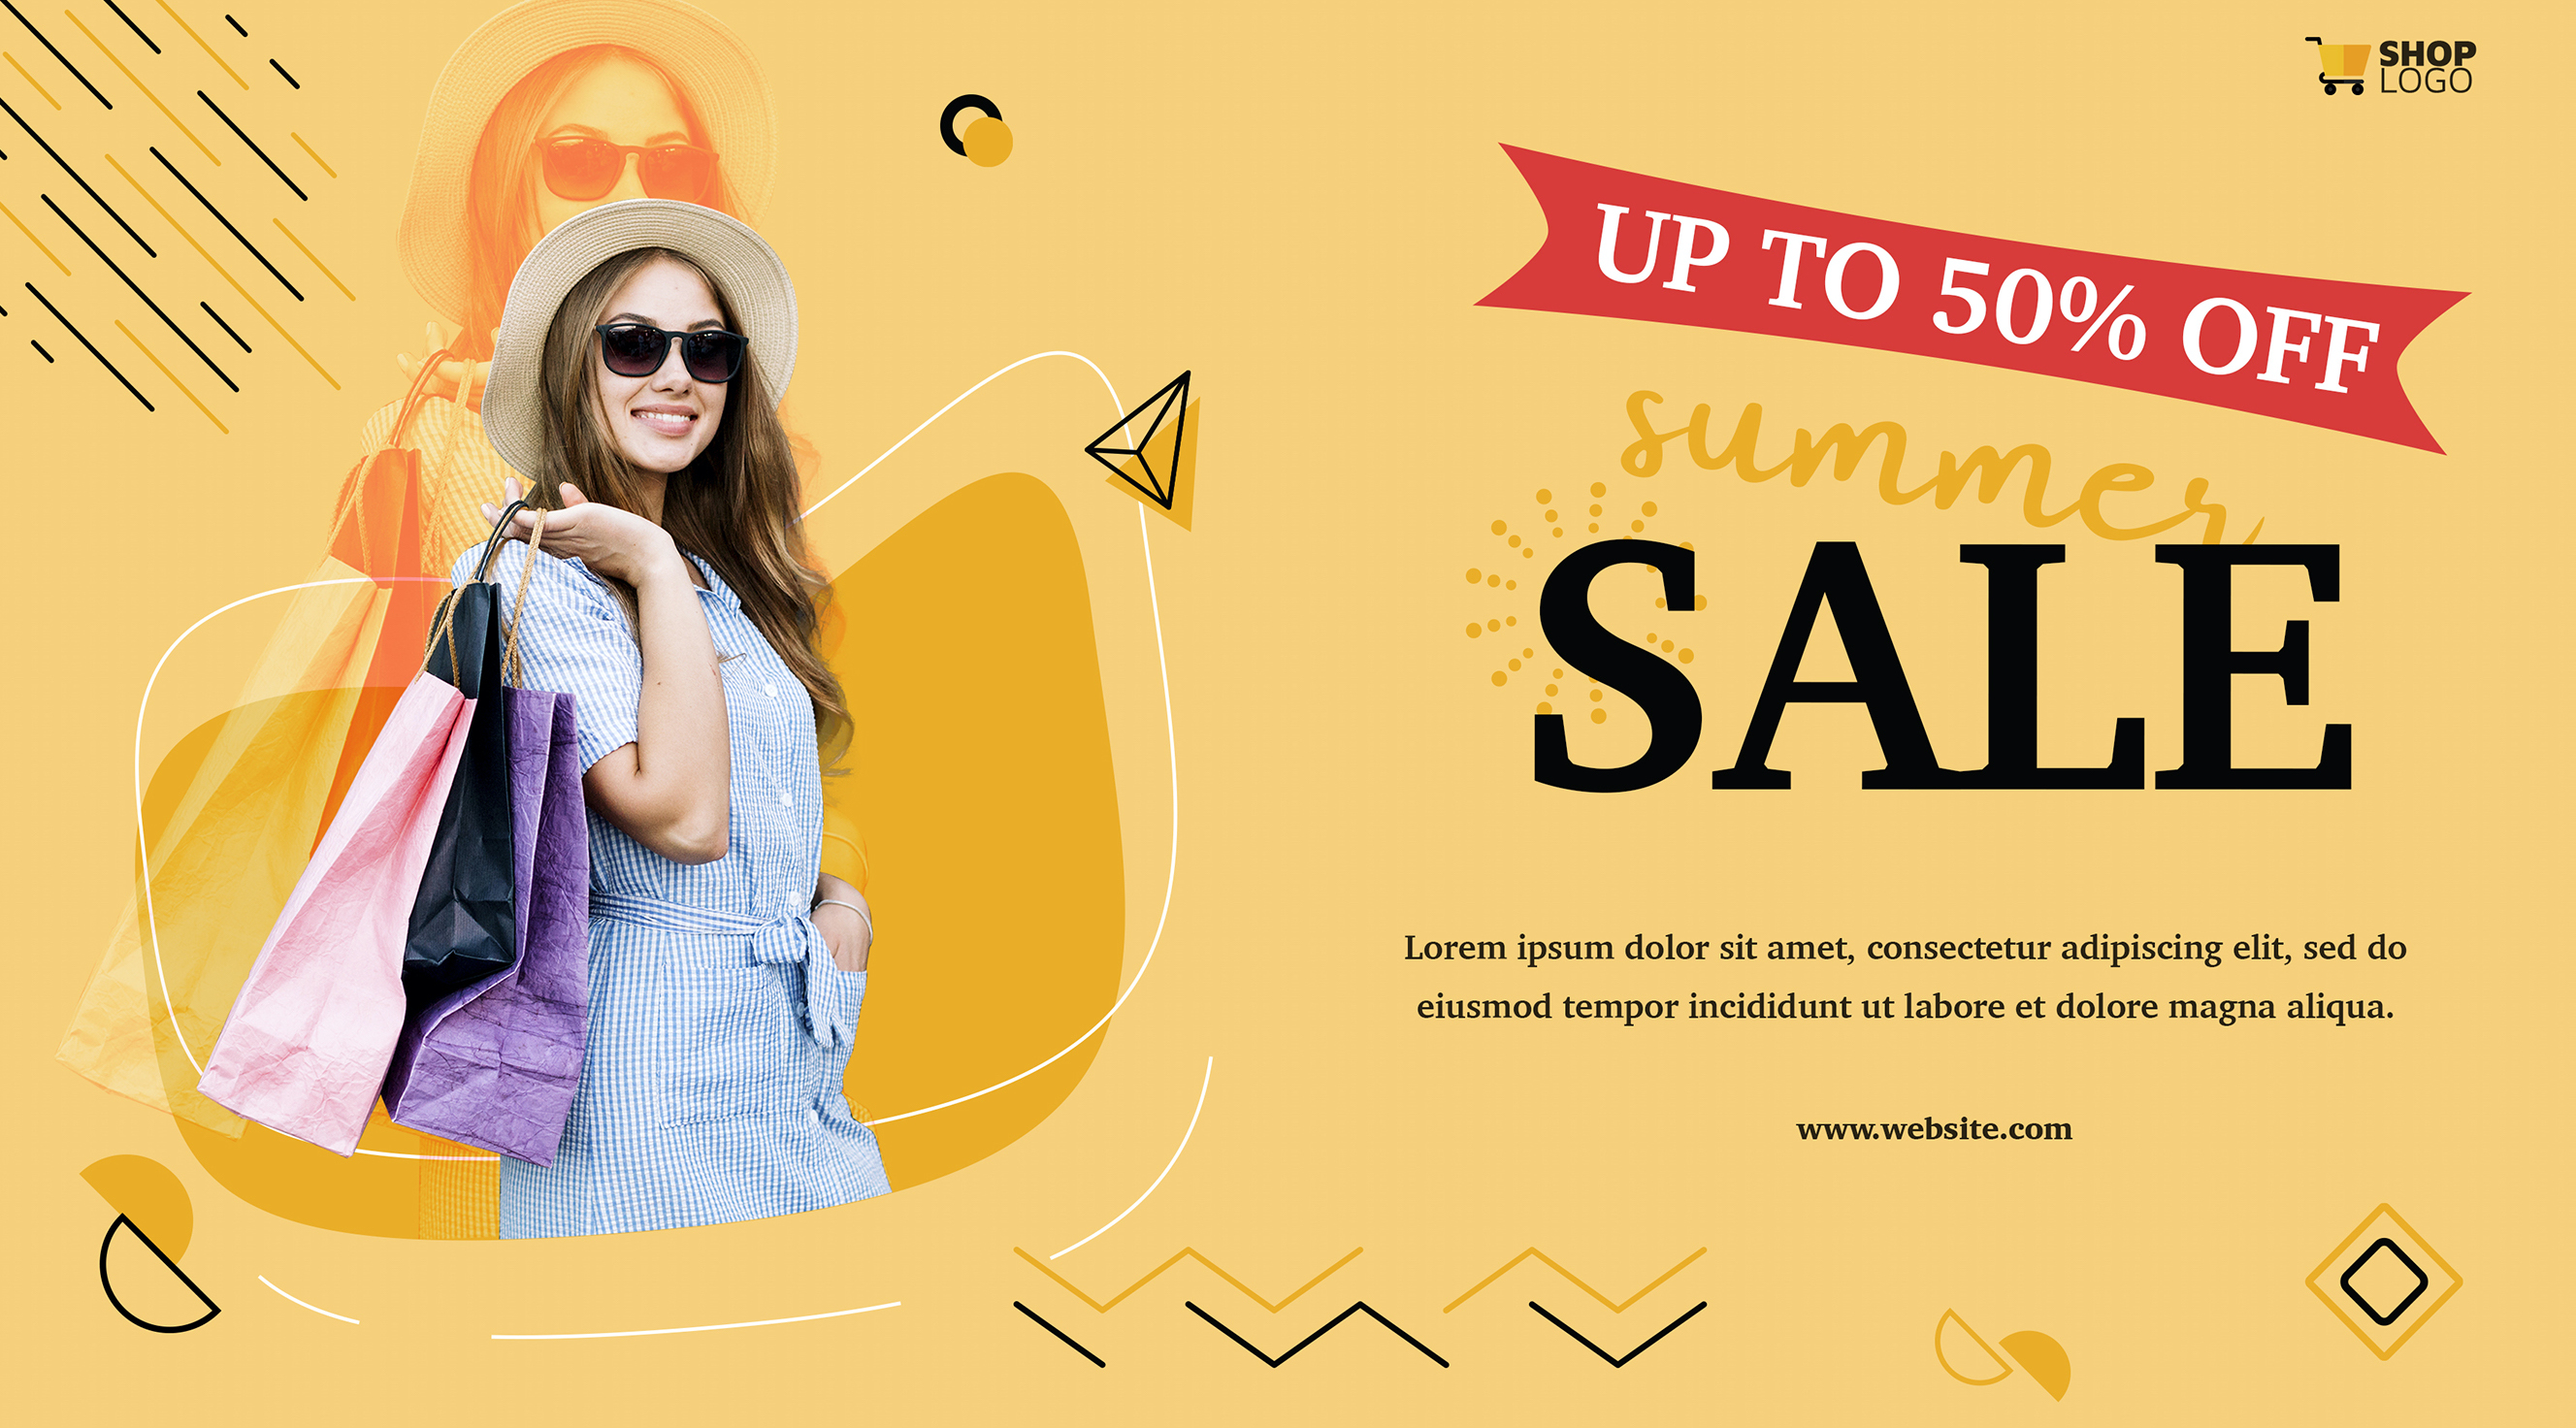 SHOP
LOGO
UP TO 50% OFF
summer
SALE
Lorem ipsum dolor sit amet, consectetur adipiscing elit, sed do
eiusmod tempor incididunt ut labore et dolore magna aliqua.
www.website.com